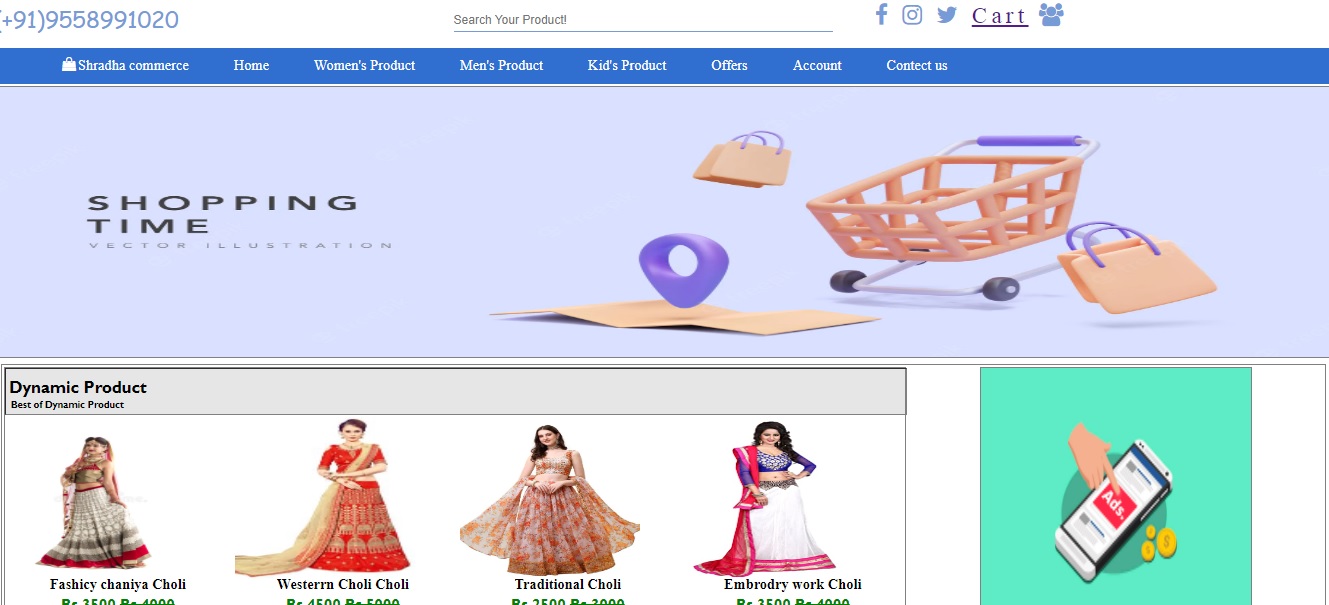 (+91)9558991020
Search Your Product!
Cart
Shradha commerce Home Women's Product Men's Product Kid's Product Offers Account Contect us
SHOPPING
TIME
VECTOR ILLUSTRATION
Dynamic Product
Best of Dynamic Product
Ads.
Fashicy chaniya Choli Westerrn Choli Choli Traditional Choli Embrodry work Choli
Rs 3500 Rs 4000 Rs 4500 Rs 5000 Rs 2500 Rs 3000 Rs 3500 Rs 4000